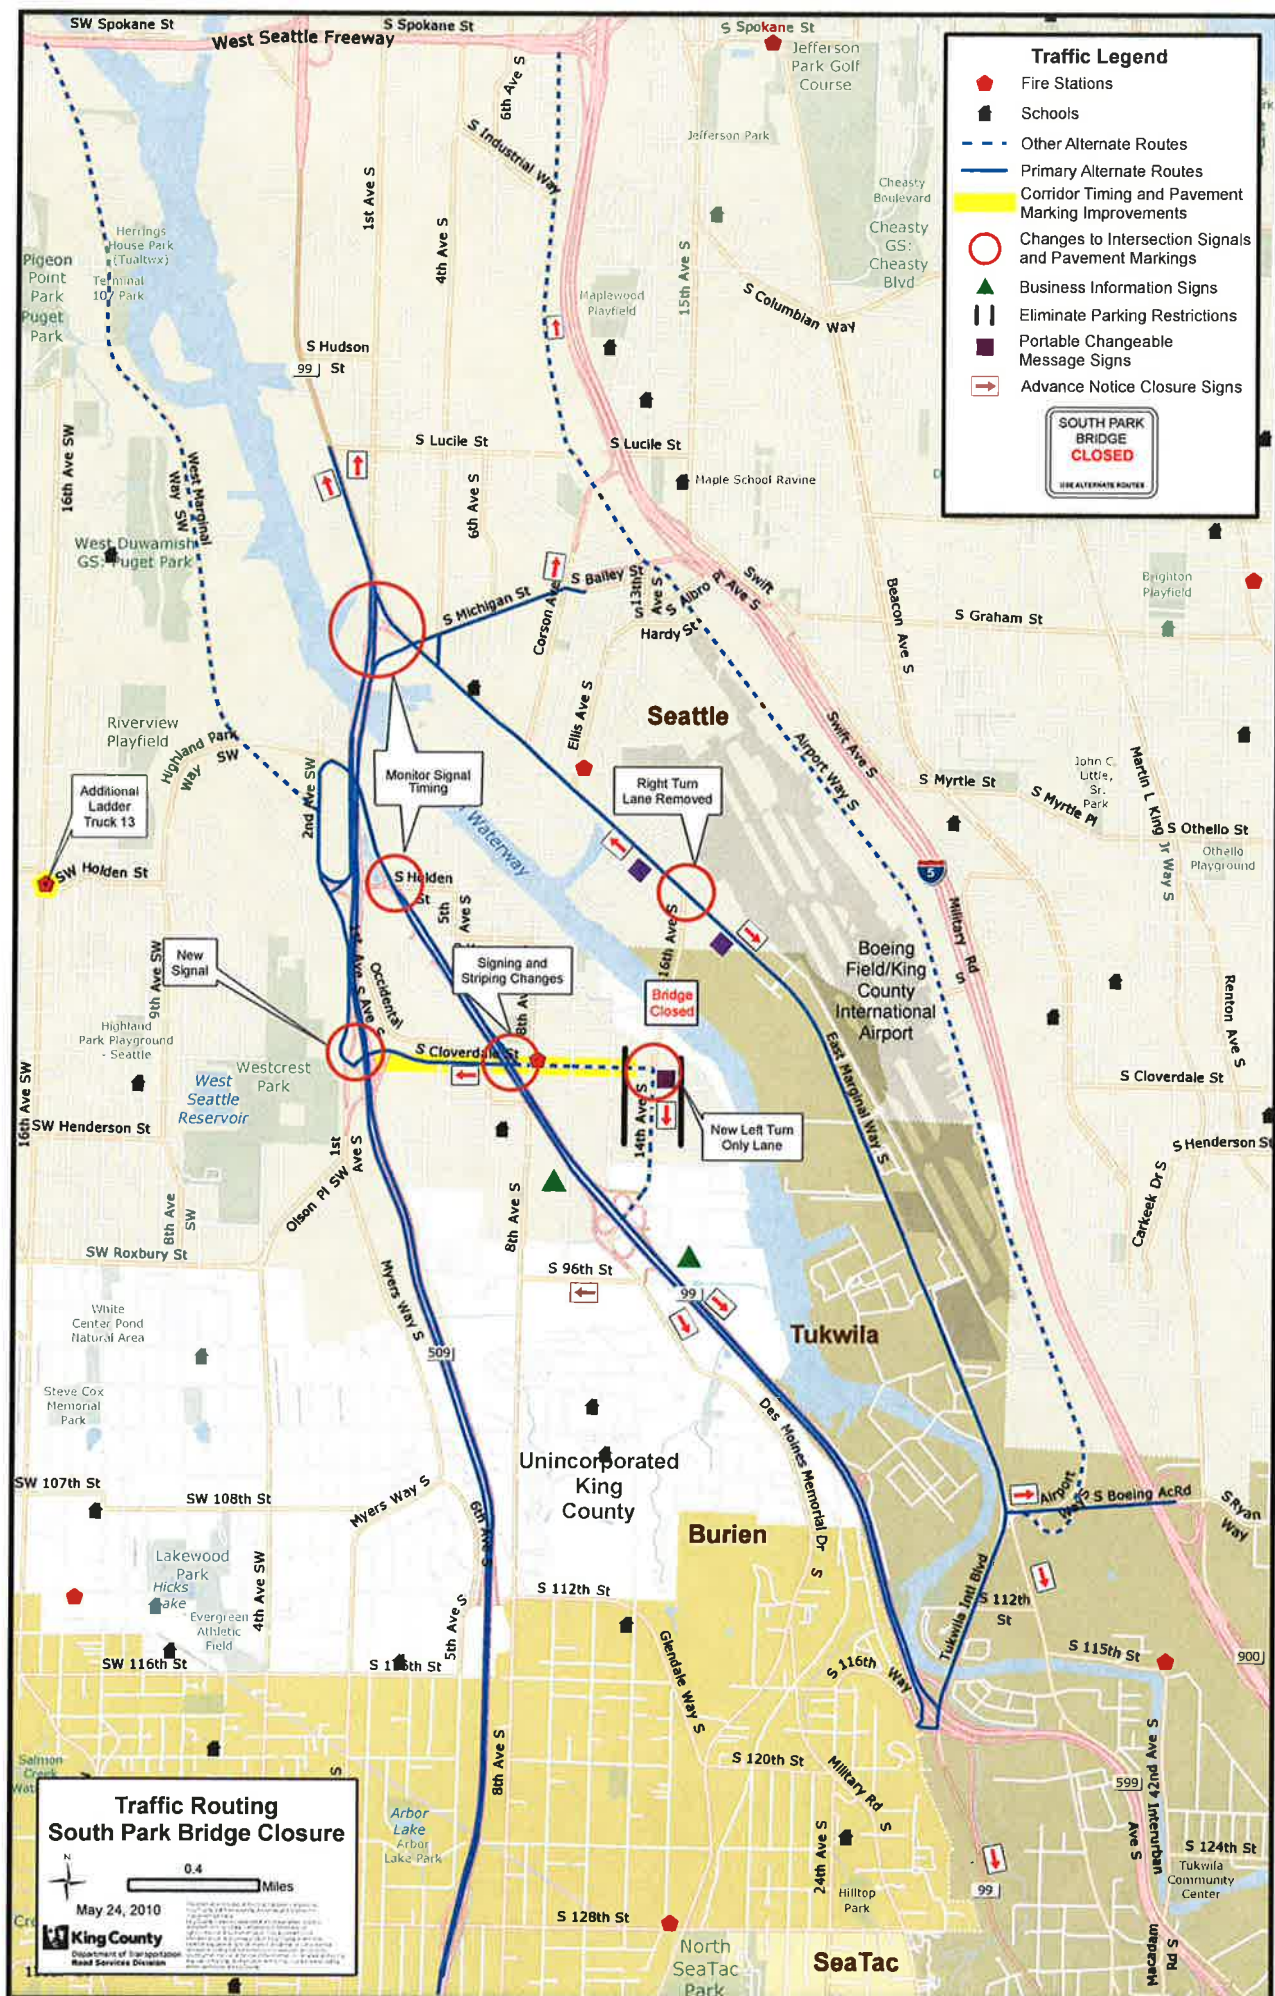 SW Spokane St
S Spokane St
S Spokane St
West Seattle Freeway
Jefferson
Park Golf
Course
6th Ave S
S Industrial Way
Jefferson Park
1st Ave S
4th Ave S
15th Ave S
Cheasty
Boulevard
Cheasty
GS:
Cheasty
Blvd
Herrings
House Park
(Tualtwx)
Terminal
107 Park
Pigeon
Point
Park
Puget
Park
Maplewood
Playfield
S Columbian Way
Traffic Legend
Fire Stations
Schools
Other Alternate Routes
Primary Alternate Routes
Corridor Timing and Pavement
Marking Improvements
Changes to Intersection Signals
and Pavement Markings
Business Information Signs
Eliminate Parking Restrictions
Portable Changeable
Message Signs
Advance Notice Closure Signs
SOUTH PARK
BRIDGE
CLOSED
USE ALTERNATE ROUTES
S Hudson
St
99
S Lucile St
S Lucile St
16th Ave SW
West Marginal
Way SW
6th Ave S
Maple School Ravine
West Duwamish
GS: Puget Park
S Michigan St
Corson Ave
S Bailey St
S 13th
Ave S
S Albro Pl
Swift
Ave S
Hardy St
Beacon Ave S
S Graham St
Brighton
Playfield
Ellis Ave S
Seattle
Riverview
Playfield
Highland Park
Way SW
2nd Ave SW
Monitor Signal
Timing
Right Turn
Lane Removed
Airport Way S
Swift Ave S
S Myrtle St
S Myrtle Pl
John C.
Little,
Sr.
Park
Martin L King Jr Way S
S Othello St
Othello
Playground
Additional
Ladder
Truck 13
SW Holden St
Waterway
S Holden
St
5th
Ave S
5
Military Rd S
16th Ave S
9th Ave SW
New
Signal
1st Ave S
Occidental
Ave S
Signing and
Striping Changes
8th Av
Bridge
Closed
Boeing
Field/King
County
International
Airport
Renton Ave S
Highland
Park Playground
- Seattle
Westcrest
Park
West
Seattle
Reservoir
S Cloverdale St
East Marginal Way S
S Cloverdale St
16th Ave SW
SW Henderson St
S Henderson St
14th Ave S
New Left Turn
Only Lane
1st
Ave S
Olson Pl SW
8th Ave
SW
8th Ave S
Carkeek Dr S
SW Roxbury St
S 96th St
99
Myers Way S
White
Center Pond
Natural Area
509
Tukwila
Steve Cox
Memorial
Park
Des Moines Memorial Dr S
Unincorporated
King
County
SW 107th St
SW 108th St
Myers Way S
6th Ave S
Airport
Way S
S Boeing AcRd
S Ryan
Way
Burien
Lakewood
Park
Hicks
Lake
Evergreen
Athletic
Field
4th Ave SW
5th Ave S
S 112th St
Tukwila Intl Blvd
S 112th
St
S 115th St
900
SW 116th St
S 116th St
Glendale Way S
S 116th Way
8th Ave S
S 120th St
Military Rd S
599
42nd Ave S
Interurban
Ave S
Salmon
Creek
Traffic Routing
South Park Bridge Closure
N
0.4
Miles
May 24, 2010
King County
Department of Transportation
Road Services Division
Arbor
Lake
Arbor
Lake Park
24th Ave S
Hilltop
Park
99
S 124th St
Tukwila
Community
Center
S 128th St
North
SeaTac
Park
SeaTac
Macadam
Rd S